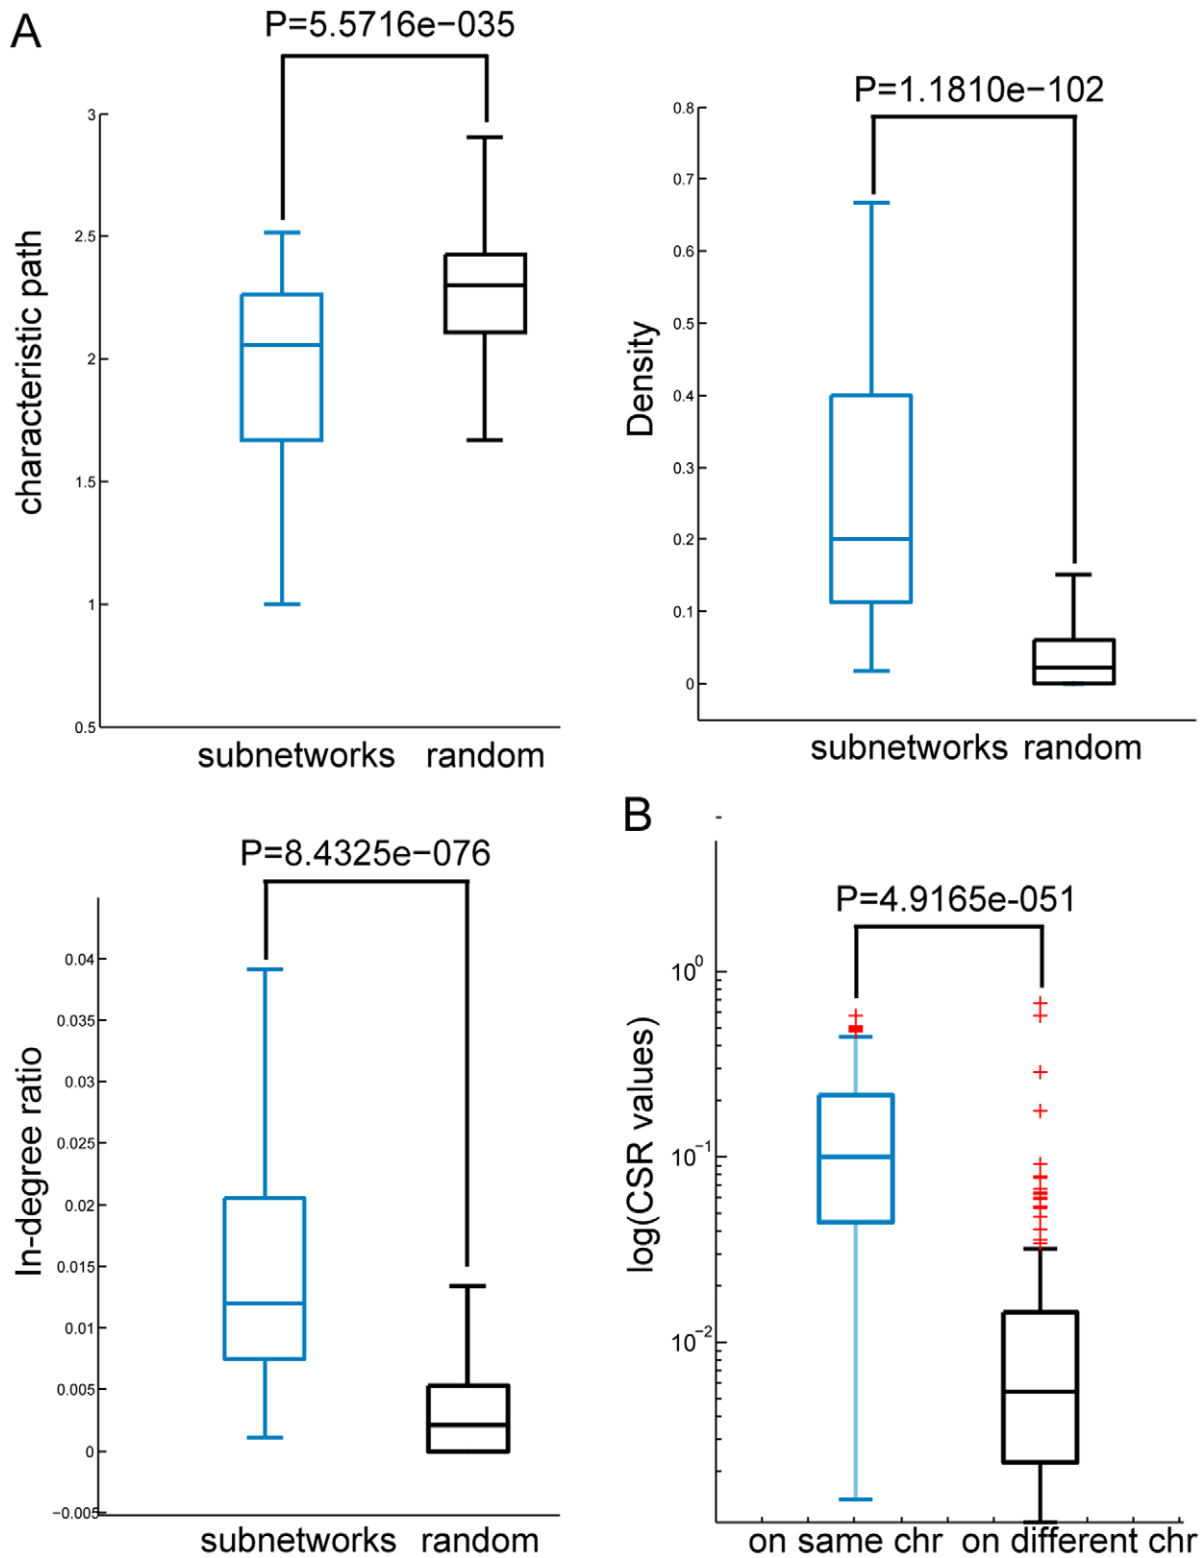 A
P=5.5716e−035
characteristic path
3
2.5
2
1.5
1
0.5
subnetworks random
P=1.1810e−102
Density
0.8
0.7
0.6
0.5
0.4
0.3
0.2
0.1
0
subnetworks random
P=8.4325e−076
In-degree ratio
0.04
0.035
0.03
0.025
0.02
0.015
0.01
0.005
0
−0.005
subnetworks random
B
P=4.9165e-051
log(CSR values)
10⁰
10⁻¹
10⁻²
on same chr on different chr